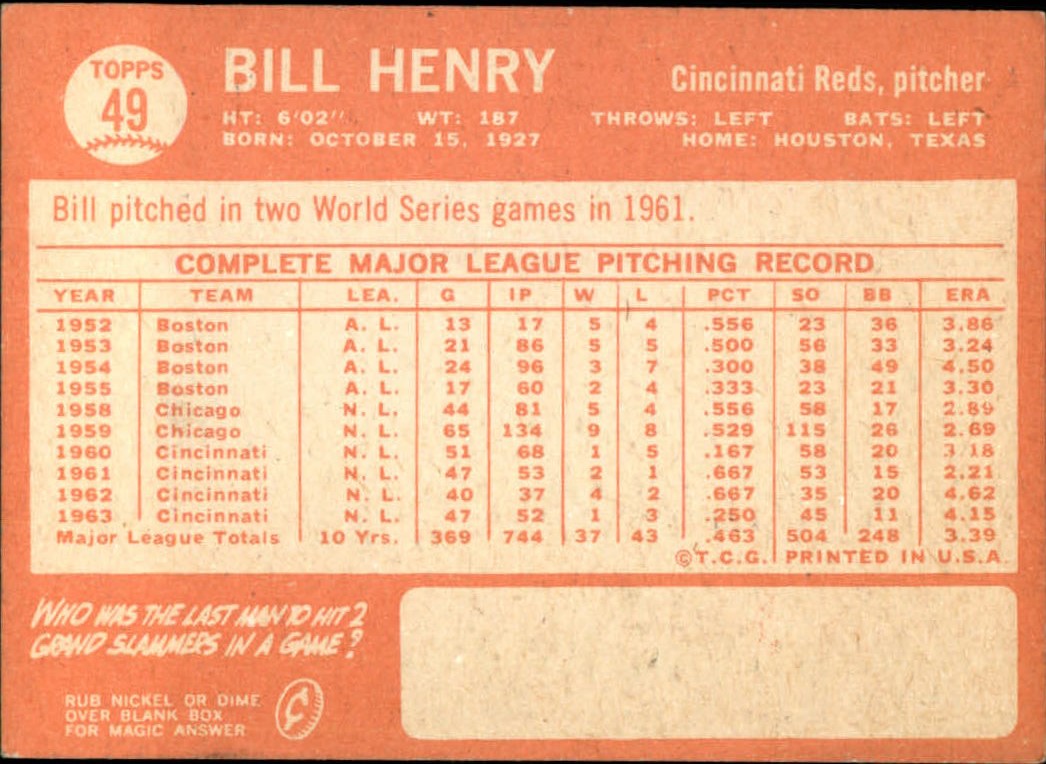 TOPPS
49
BILL HENRY
Cincinnati Reds, pitcher
HT: 6'02" WT: 187 THROWS: LEFT BATS: LEFT
BORN: OCTOBER 15, 1927 HOME: HOUSTON, TEXAS
Bill pitched in two World Series games in 1961.
COMPLETE MAJOR LEAGUE PITCHING RECORD
YEAR TEAM LEA. G IP W L PCT SO BB ERA
1952 Boston A. L. 13 17 5 4 .556 23 36 3.86
1953 Boston A. L. 21 86 5 5 .500 56 33 3.24
1954 Boston A. L. 24 96 3 7 .300 38 49 4.50
1955 Boston A. L. 17 60 2 4 .333 23 21 3.30
1958 Chicago N. L. 44 81 5 4 .556 58 17 2.89
1959 Chicago N. L. 65 134 9 8 .529 115 26 2.69
1960 Cincinnati N. L. 51 68 1 5 .167 58 20 3.18
1961 Cincinnati N. L. 47 53 2 1 .667 53 15 2.21
1962 Cincinnati N. L. 40 37 4 2 .667 35 20 4.62
1963 Cincinnati N. L. 47 52 1 3 .250 45 11 4.15
Major League Totals 10 Yrs. 369 744 37 43 .463 504 248 3.39
© T.C.G. PRINTED IN U.S.A.
WHO WAS THE LAST MAN TO HIT 2
GRAND SLAMMERS IN A GAME?
RUB NICKEL OR DIME
OVER BLANK BOX
FOR MAGIC ANSWER
¢